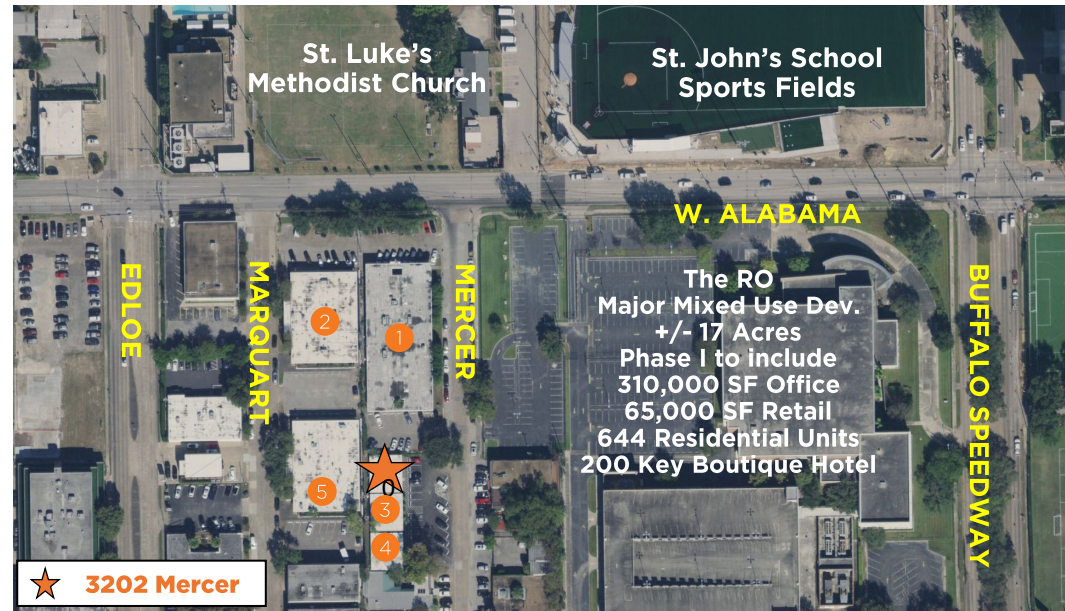 St. Luke's
Methodist Church
St. John's School
Sports Fields
W. ALABAMA
EDLOE
MARQUART
MERCER
BUFFALO SPEEDWAY
The RO
Major Mixed Use Dev.
+/- 17 Acres
Phase I to include
310,000 SF Office
65,000 SF Retail
644 Residential Units
200 Key Boutique Hotel
2
1
0
5
3
4
3202 Mercer